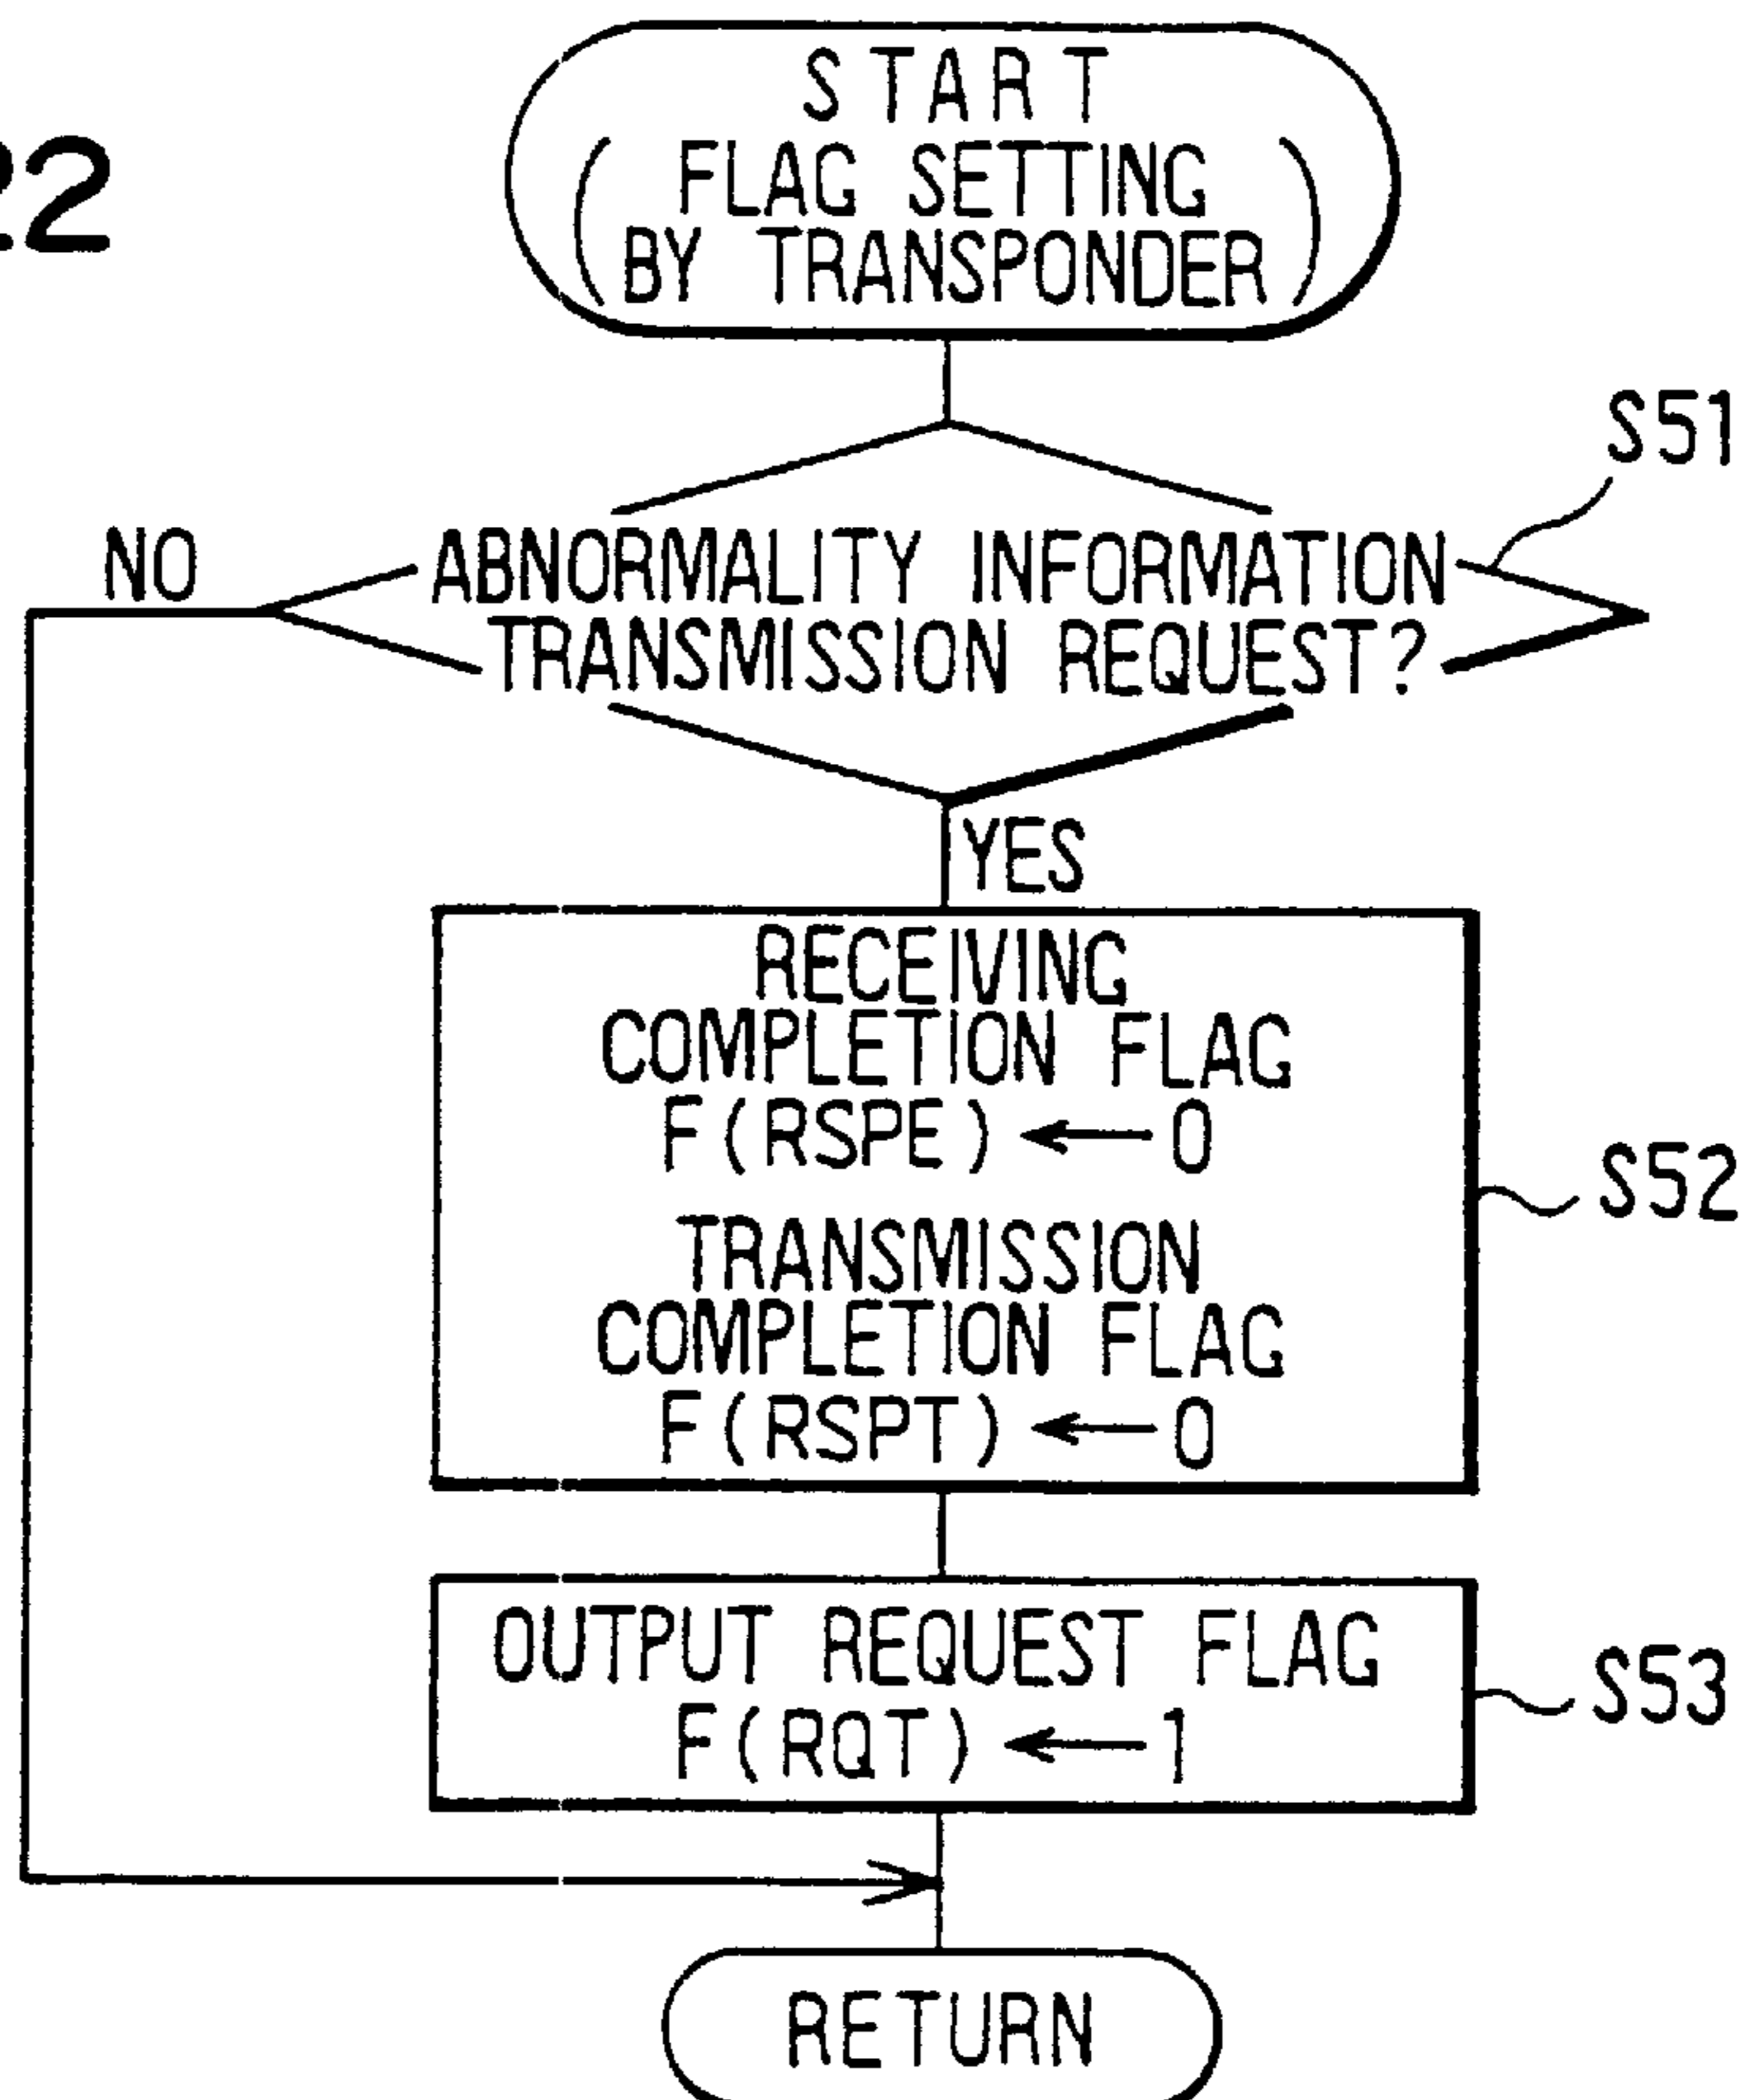 22
START
( FLAG SETTING
BY TRANSPONDER )
S51
NO
ABNORMALITY INFORMATION
TRANSMISSION REQUEST?
YES
RECEIVING
COMPLETION FLAG
F(RSPE) ← 0
TRANSMISSION
COMPLETION FLAG
F(RSPT) ← 0
S52
OUTPUT REQUEST FLAG
F(RQT) ← 1
S53
RETURN